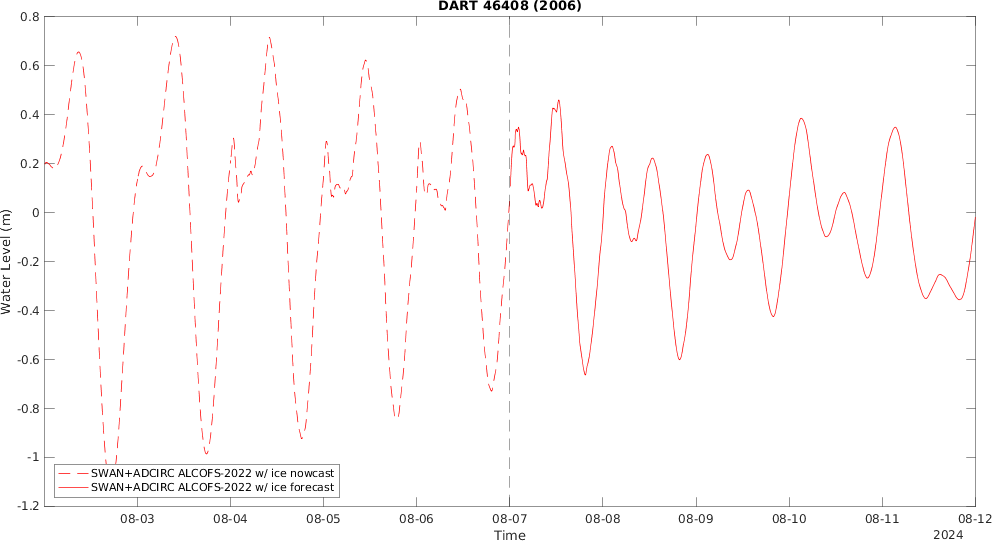 DART 46408 (2006)
Water Level (m)
0.8
0.6
0.4
0.2
0
-0.2
-0.4
-0.6
-0.8
-1
-1.2
SWAN+ADCIRC ALCOFS-2022 w/ ice nowcast
SWAN+ADCIRC ALCOFS-2022 w/ ice forecast
08-03 08-04 08-05 08-06 08-07 08-08 08-09 08-10 08-11 08-12
Time
2024